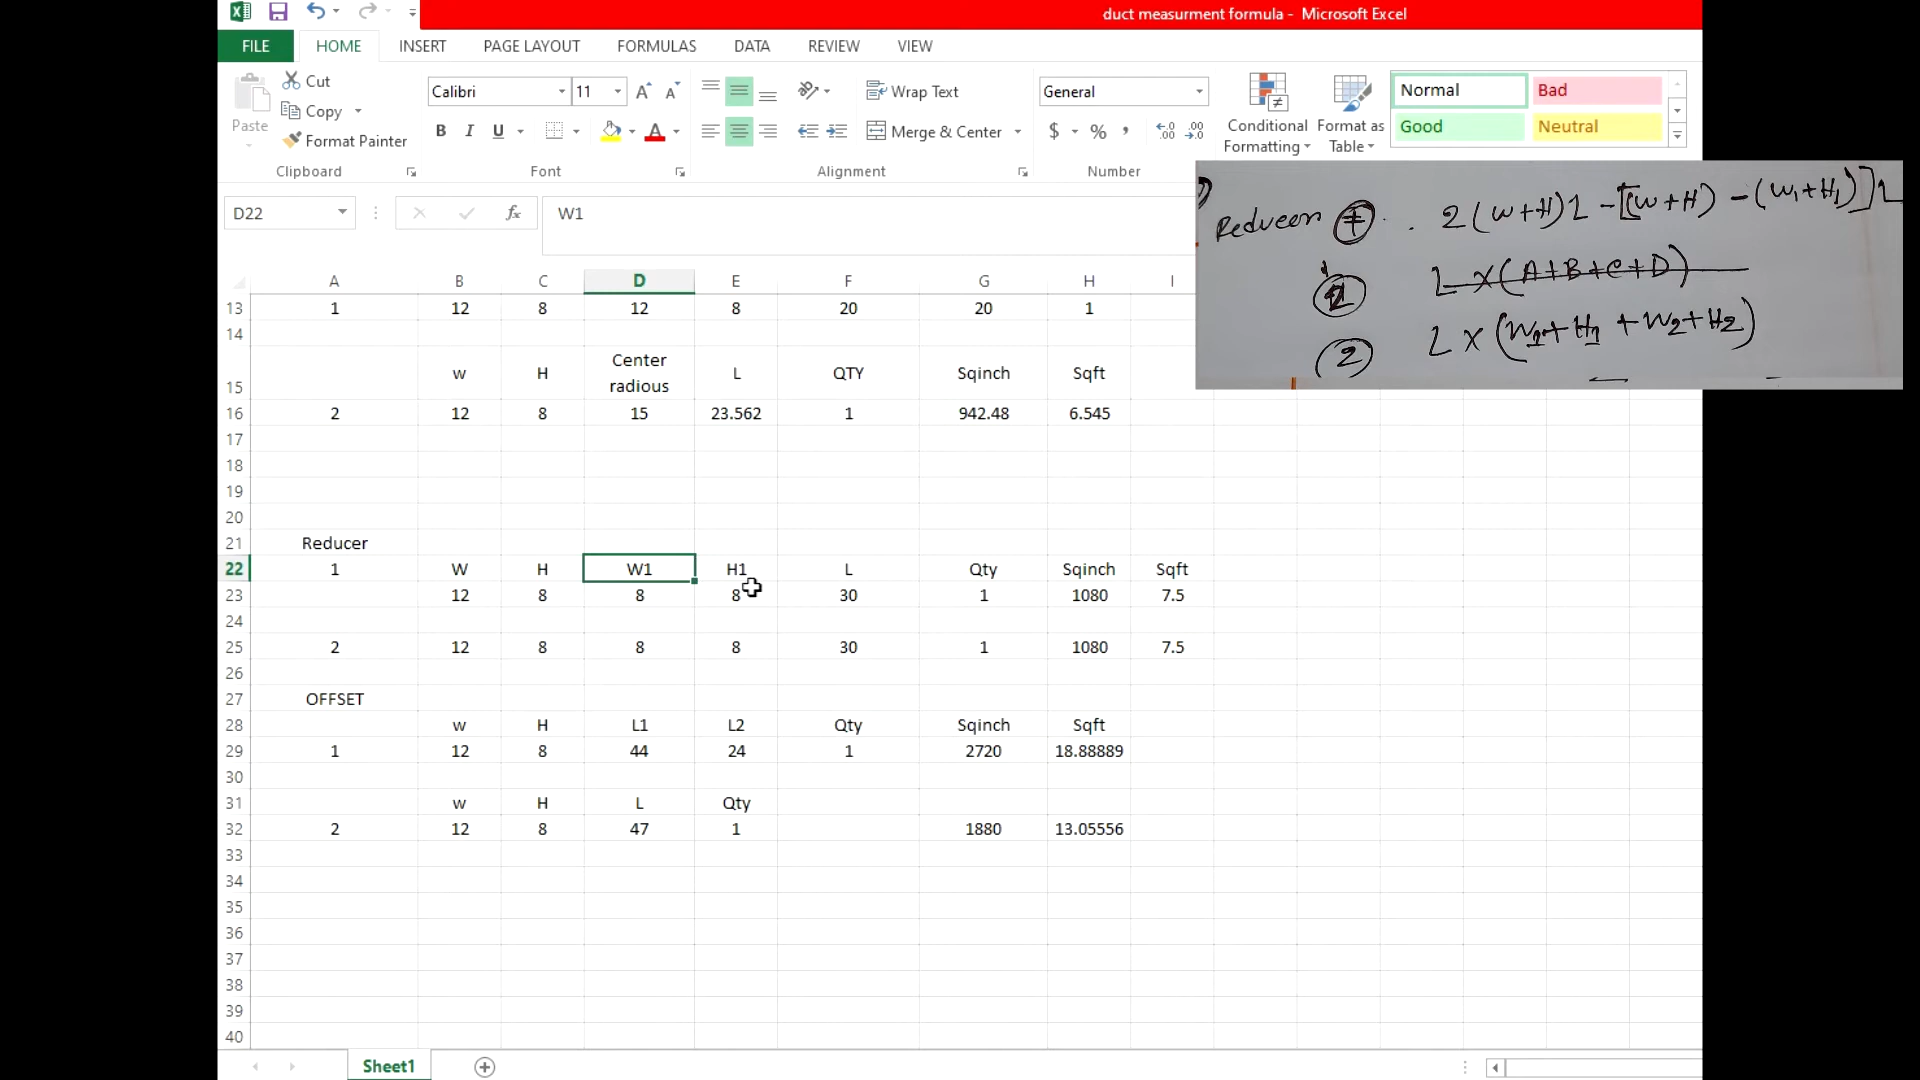 duct measurment formula - Microsoft Excel
FILE HOME INSERT PAGE LAYOUT FORMULAS DATA REVIEW VIEW
Paste Cut Copy Format Painter
Calibri 11 A A Wrap Text General
B I U A Merge & Center $ % , .00 .00
Conditional Formatting Format as Table
Normal Bad
Good Neutral
Clipboard Font Alignment Number
D22 fx W1
2(W+H)L - [(W+H) - (W1+H1)]L
L x (A+B+C+D)
2 L x (W1+H1+W2+H2)
A B C D E F G H I
13 1 12 8 12 8 20 20 1
14
15 w H Center radious L QTY Sqinch Sqft
16 2 12 8 15 23.562 1 942.48 6.545
17
18
19
20
21 Reducer
22 1 W H W1 H1 L Qty Sqinch Sqft
23 12 8 8 8 30 1 1080 7.5
24
25 2 12 8 8 8 30 1 1080 7.5
26
27 OFFSET
28 w H L1 L2 Qty Sqinch Sqft
29 1 12 8 44 24 1 2720 18.88889
30
31 w H L Qty
32 2 12 8 47 1 1880 13.05556
33
34
35
36
37
38
39
40
Sheet1